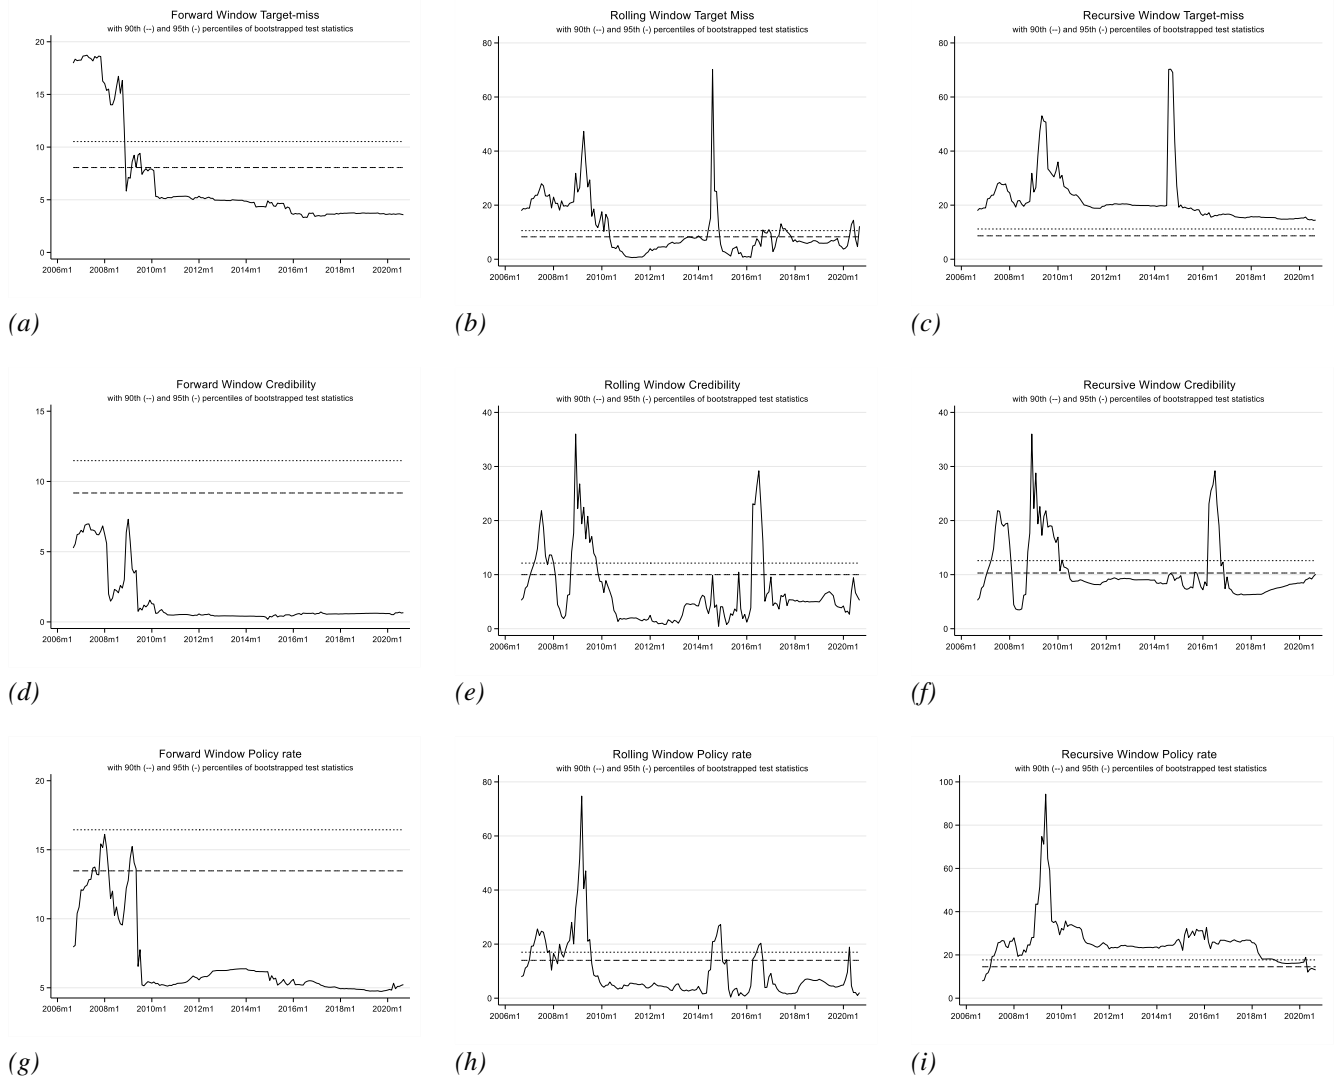 Forward Window Target-miss
with 90th (--) and 95th (-) percentiles of bootstrapped test statistics
20
15
10
5
0
2006m1 2008m1 2010m1 2012m1 2014m1 2016m1 2018m1 2020m1
(a)
Rolling Window Target Miss
with 90th (--) and 95th (-) percentiles of bootstrapped test statistics
80
60
40
20
0
2006m1 2008m1 2010m1 2012m1 2014m1 2016m1 2018m1 2020m1
(b)
Recursive Window Target-miss
with 90th (--) and 95th (-) percentiles of bootstrapped test statistics
80
60
40
20
0
2006m1 2008m1 2010m1 2012m1 2014m1 2016m1 2018m1 2020m1
(c)
Forward Window Credibility
with 90th (--) and 95th (-) percentiles of bootstrapped test statistics
15
10
5
0
2006m1 2008m1 2010m1 2012m1 2014m1 2016m1 2018m1 2020m1
(d)
Rolling Window Credibility
with 90th (--) and 95th (-) percentiles of bootstrapped test statistics
40
30
20
10
0
2006m1 2008m1 2010m1 2012m1 2014m1 2016m1 2018m1 2020m1
(e)
Recursive Window Credibility
with 90th (--) and 95th (-) percentiles of bootstrapped test statistics
40
30
20
10
0
2006m1 2008m1 2010m1 2012m1 2014m1 2016m1 2018m1 2020m1
(f)
Forward Window Policy rate
with 90th (--) and 95th (-) percentiles of bootstrapped test statistics
20
15
10
5
2006m1 2008m1 2010m1 2012m1 2014m1 2016m1 2018m1 2020m1
(g)
Rolling Window Policy rate
with 90th (--) and 95th (-) percentiles of bootstrapped test statistics
80
60
40
20
0
2006m1 2008m1 2010m1 2012m1 2014m1 2016m1 2018m1 2020m1
(h)
Recursive Window Policy rate
with 90th (--) and 95th (-) percentiles of bootstrapped test statistics
100
80
60
40
20
0
2006m1 2008m1 2010m1 2012m1 2014m1 2016m1 2018m1 2020m1
(i)